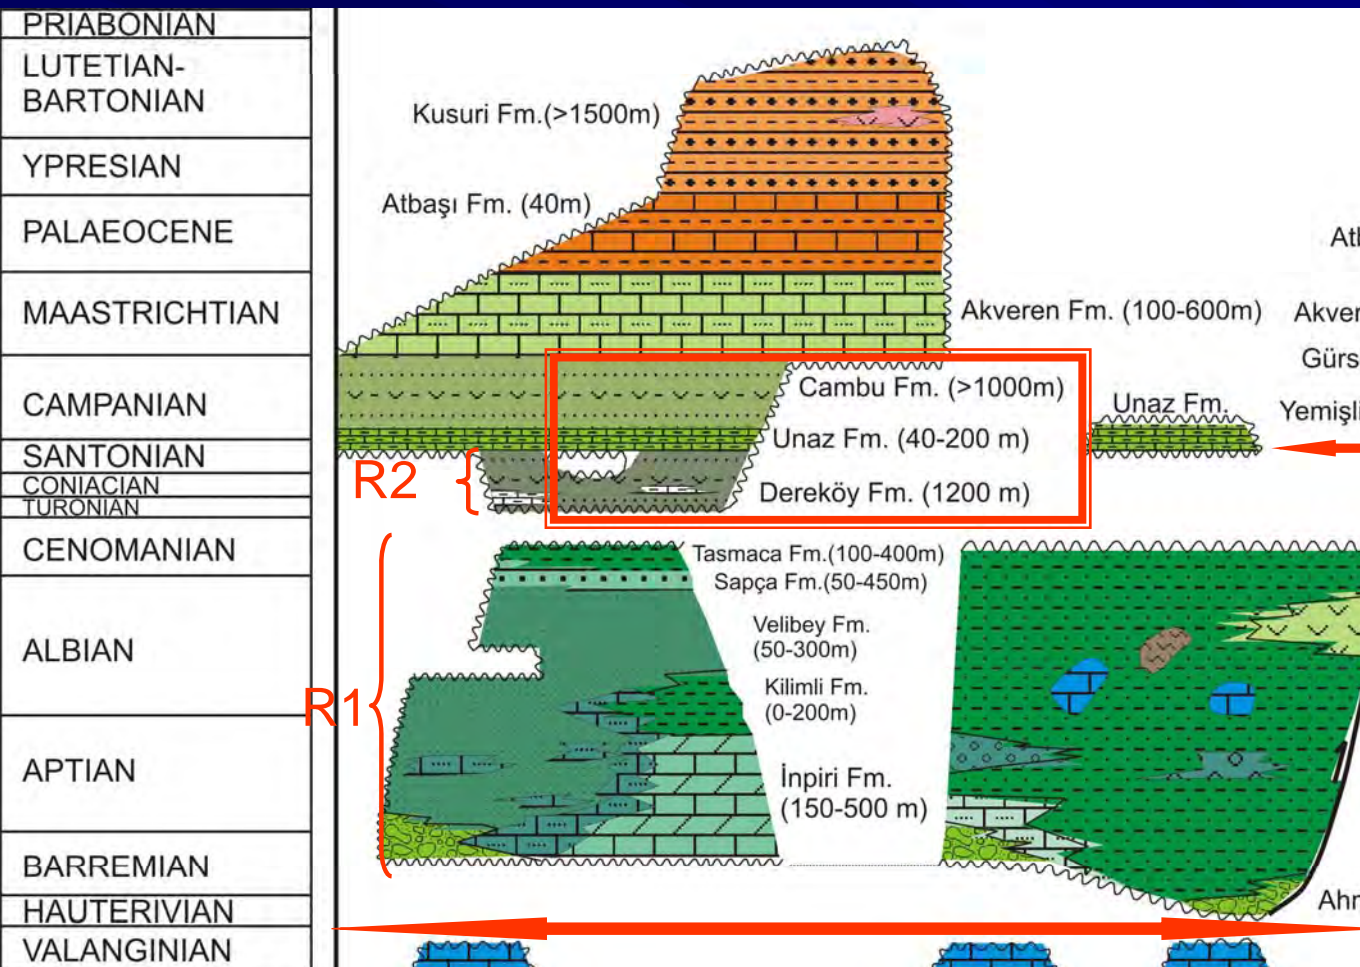 PRIABONIAN
LUTETIAN-
BARTONIAN
YPRESIAN
PALAEOCENE
MAASTRICHTIAN
CAMPANIAN
SANTONIAN
CONIACIAN
TURONIAN
CENOMANIAN
ALBIAN
APTIAN
BARREMIAN
HAUTERIVIAN
VALANGINIAN
Kusuri Fm.(>1500m)
Atbaşı Fm. (40m)
Akveren Fm. (100-600m)
Cambu Fm. (>1000m)
Unaz Fm. (40-200 m)
Dereköy Fm. (1200 m)
R2
Unaz Fm.
Tasmaca Fm.(100-400m)
Sapça Fm.(50-450m)
Velibey Fm.
(50-300m)
Kilimli Fm.
(0-200m)
İnpiri Fm.
(150-500 m)
R1
Akver
Gürs
Yemişli